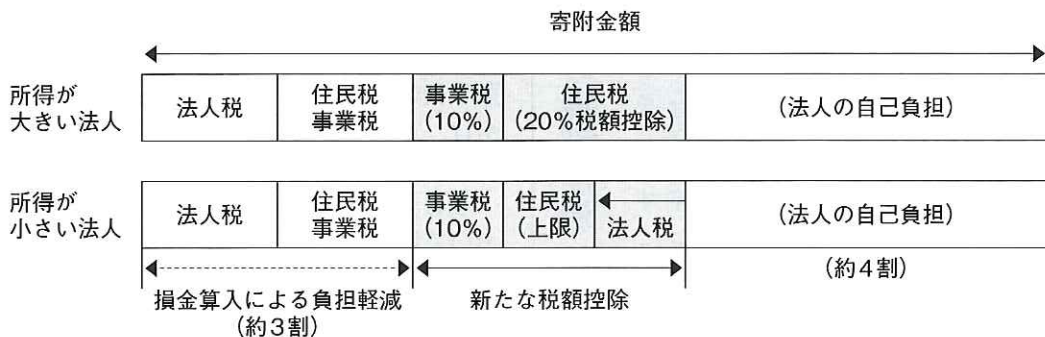 寄附金額
所得が
大きい法人
法人税
住民税
事業税
事業税
(10%)
住民税
(20%税額控除)
(法人の自己負担)
所得が
小さい法人
法人税
住民税
事業税
事業税
(10%)
住民税
(上限)
法人税
(法人の自己負担)
損金算入による負担軽減
(約3割)
新たな税額控除
(約4割)